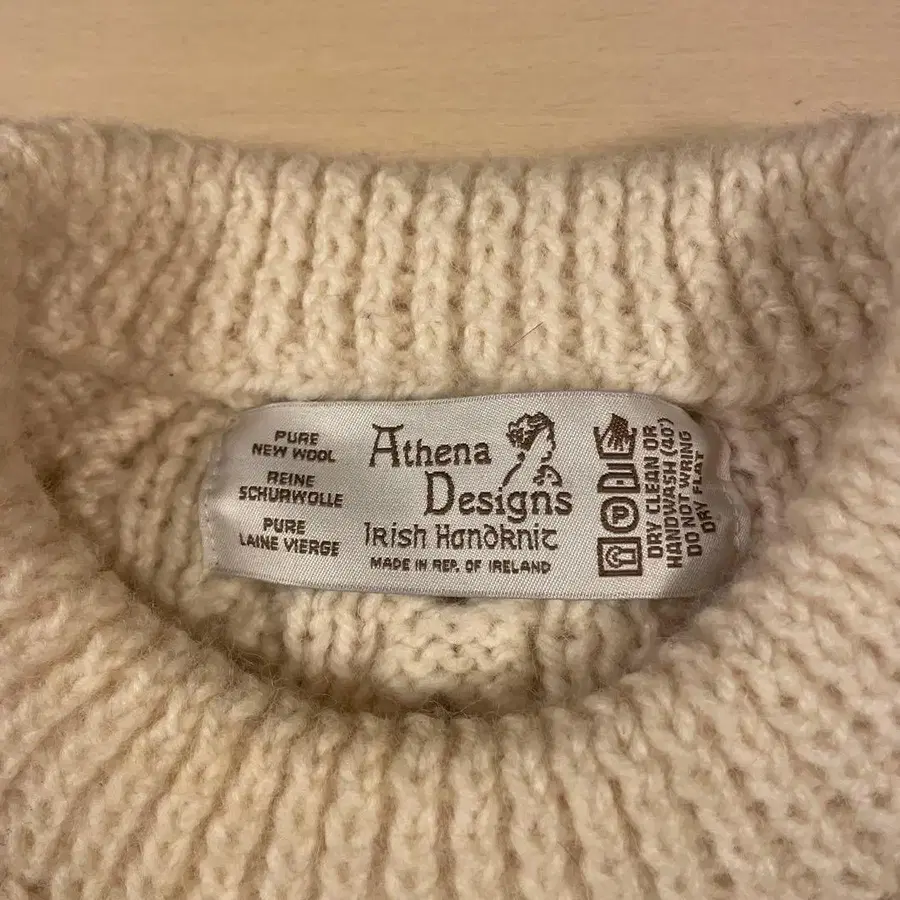 PURE
NEW WOOL
REINE
SCHURWOLLE
PURE
LAINE VIERGE
Athena
Designs
Irish Handknit
MADE IN REP. OF IRELAND
DRY CLEAN OR
HANDWASH (40°)
DO NOT WRING
DRY FLAT